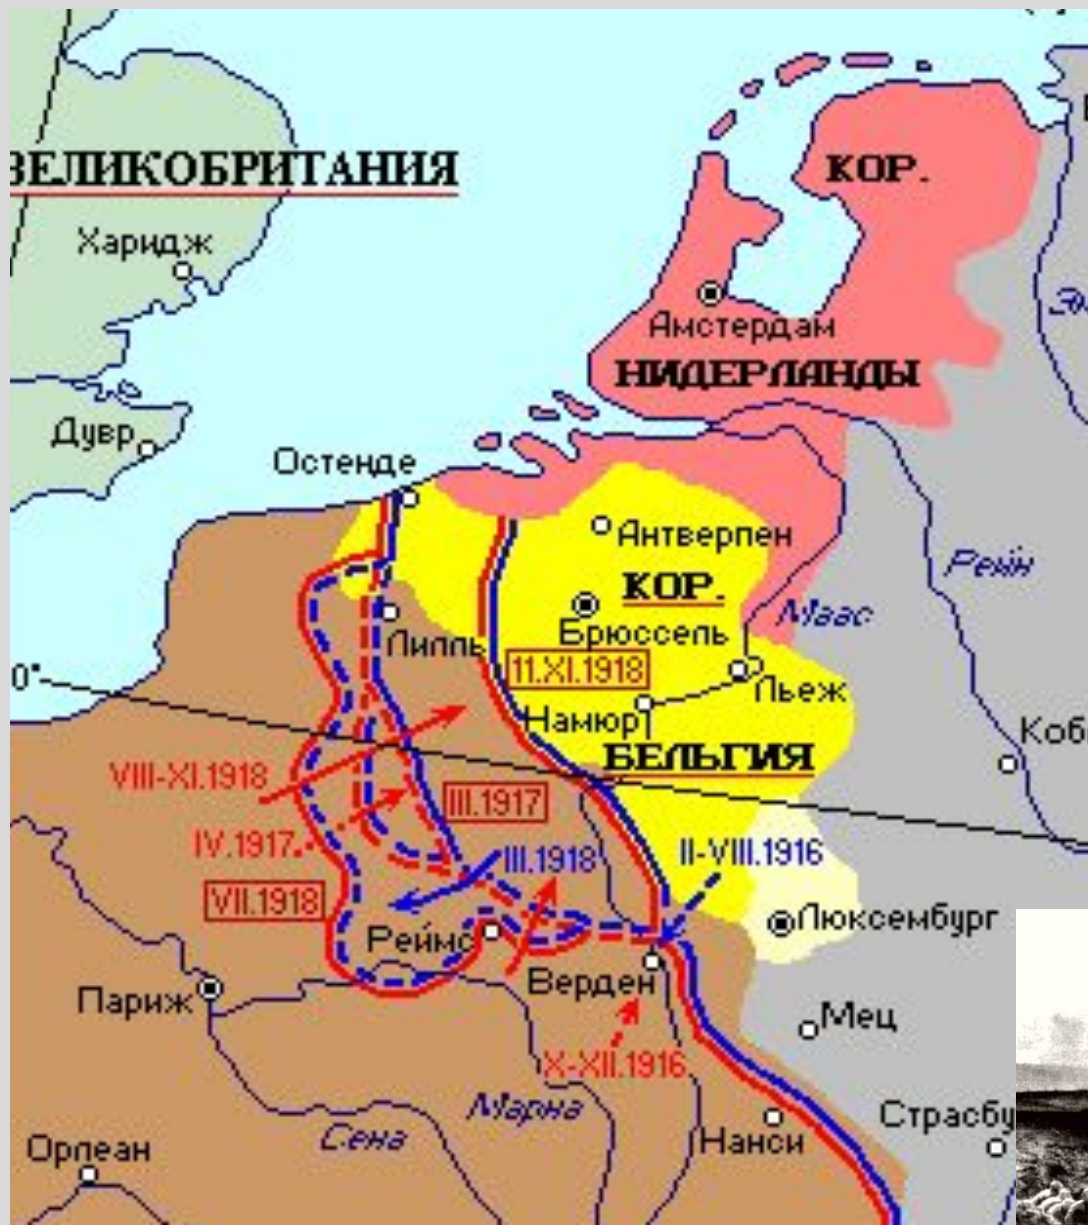 ВЕЛИКОБРИТАНИЯ
КОР.
Харидж
Амстердам
НИДЕРЛАНДЫ
Дувр
Остенде
Антверпен
Рейн
КОР.
Маас
Брюссель
Лилль
11.XI.1918
Льеж
0°
Намюр
БЕЛЬГИЯ
VIII-XI.1918
III.1917
IV.1917
III.1918
II-VIII.1916
VII.1918
Люксембург
Реймс
Верден
Париж
Мец
X-XII.1916
Марна
Сена
Нанси
Страсбу
Орлеан